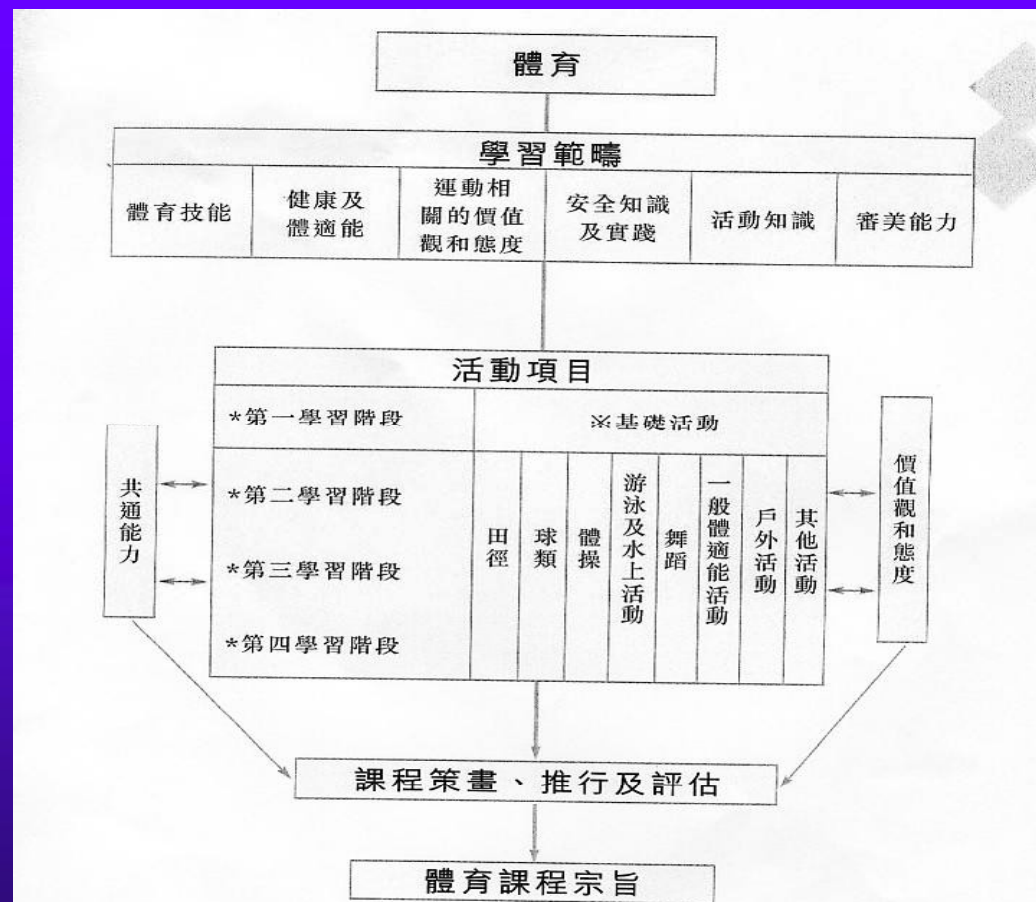 體育
學習範疇
體育技能
健康及
體適能
運動相
關的價值
觀和態度
安全知識
及實踐
活動知識
審美能力
活動項目
*第一學習階段
※基礎活動
*第二學習階段
*第三學習階段
*第四學習階段
田徑
球類
體操
游泳及水上活動
舞蹈
一般體適能活動
戶外活動
其他活動
共通能力
價值觀和態度
課程策畫、推行及評估
體育課程宗旨